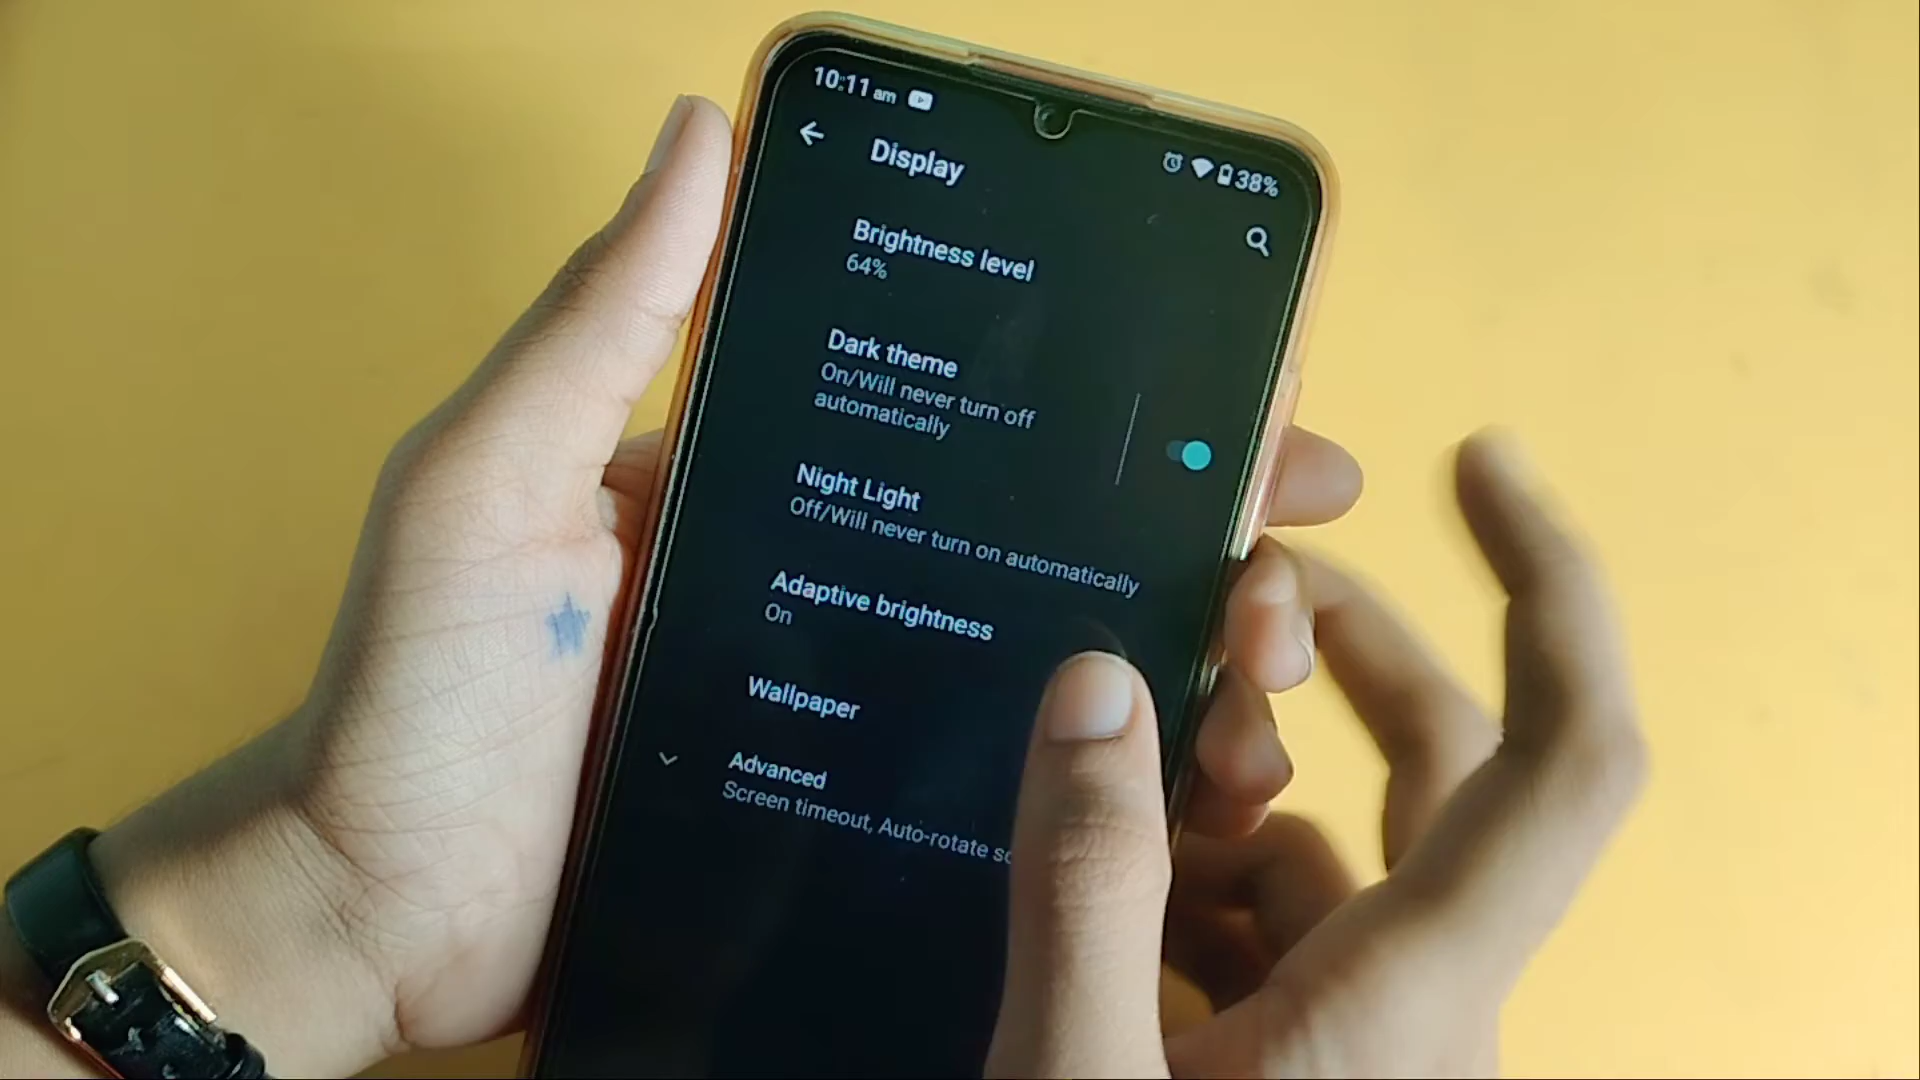 10:11 am
38%
Display
Brightness level
64%
Dark theme
On/Will never turn off
automatically
Night Light
Off/Will never turn on automatically
Adaptive brightness
On
Wallpaper
Advanced
Screen timeout, Auto-rotate